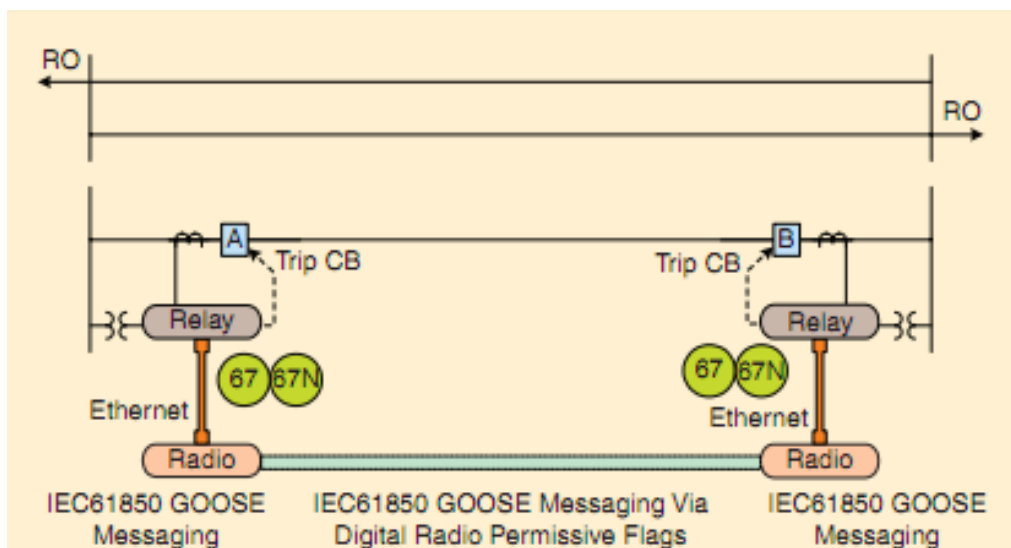 RO
RO
A
B
Trip CB
Trip CB
Relay
Relay
67 67N
67 67N
Ethernet
Ethernet
Radio
Radio
IEC61850 GOOSE
Messaging
IEC61850 GOOSE Messaging Via
Digital Radio Permissive Flags
IEC61850 GOOSE
Messaging